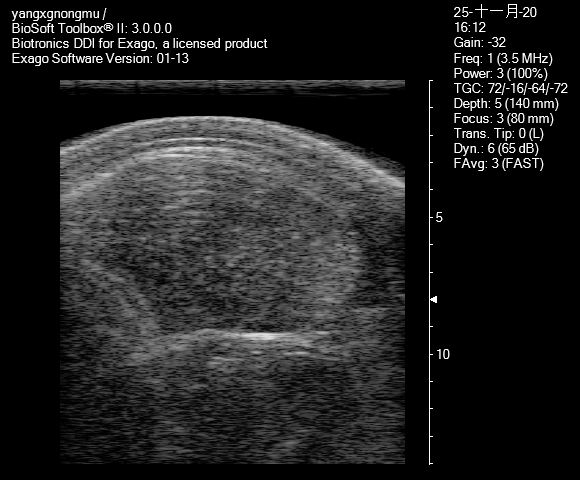 yangxgnongmu /
BioSoft Toolbox® II: 3.0.0.0
Biotronics DDI for Exago, a licensed product
Exago Software Version: 01-13
25-十一月-20
16:12
Gain: -32
Freq: 1 (3.5 MHz)
Power: 3 (100%)
TGC: 72/-16/-64/-72
Depth: 5 (140 mm)
Focus: 3 (80 mm)
Trans. Tip: 0 (L)
Dyn.: 6 (65 dB)
FAvg: 3 (FAST)
5
10